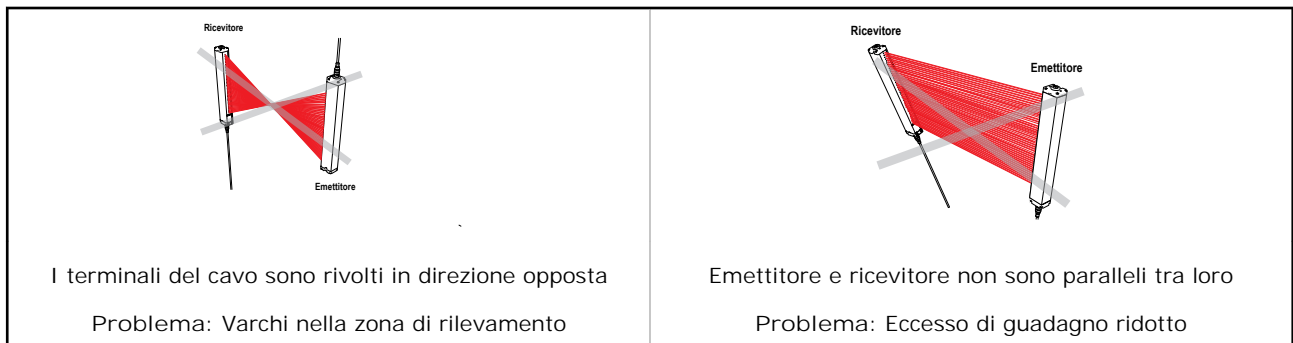 Ricevitore
Emettitore
I terminali del cavo sono rivolti in direzione opposta
Problema: Varchi nella zona di rilevamento
Ricevitore
Emettitore
Emettitore e ricevitore non sono paralleli tra loro
Problema: Eccesso di guadagno ridotto